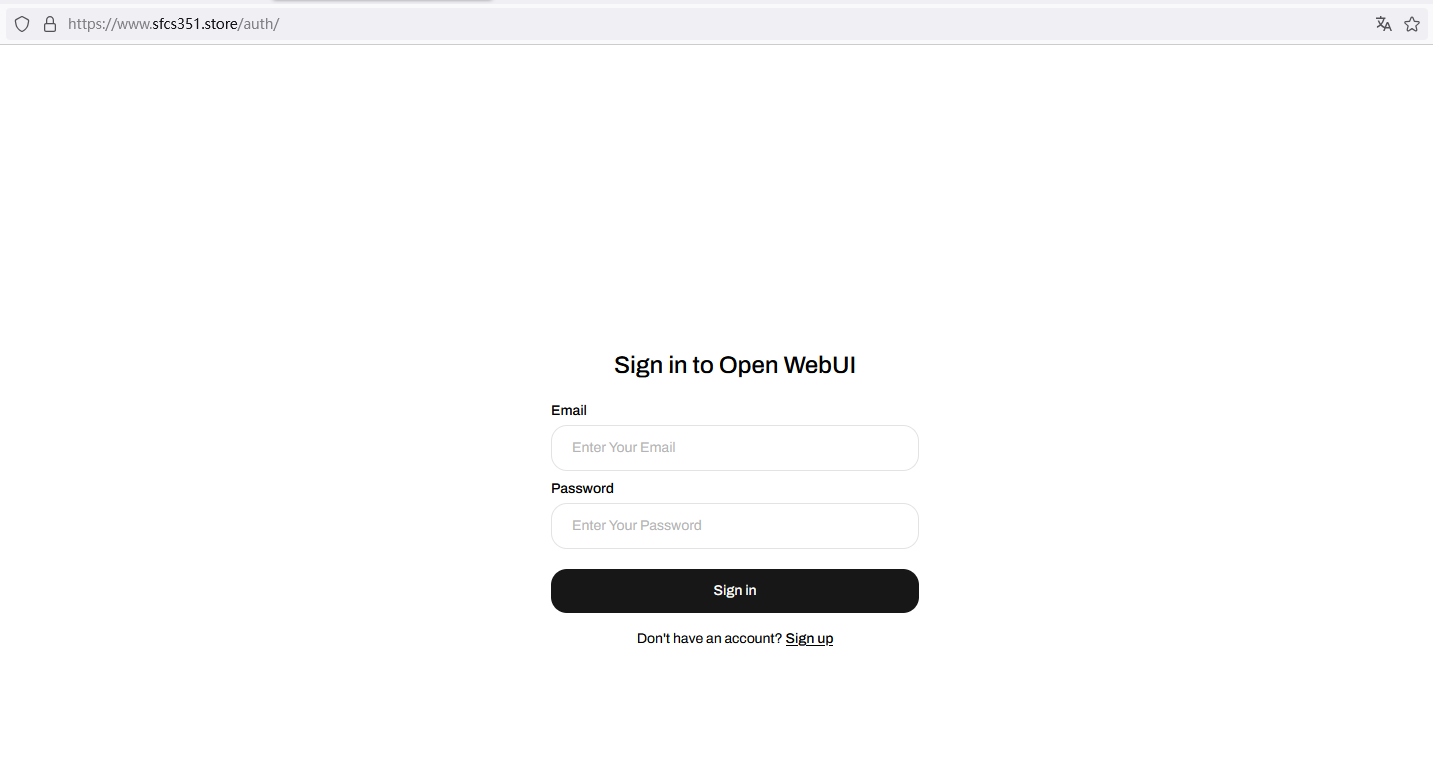 https://www.sfcs351.store/auth/
Sign in to Open WebUI
Email
Enter Your Email
Password
Enter Your Password
Sign in
Don't have an account? Sign up